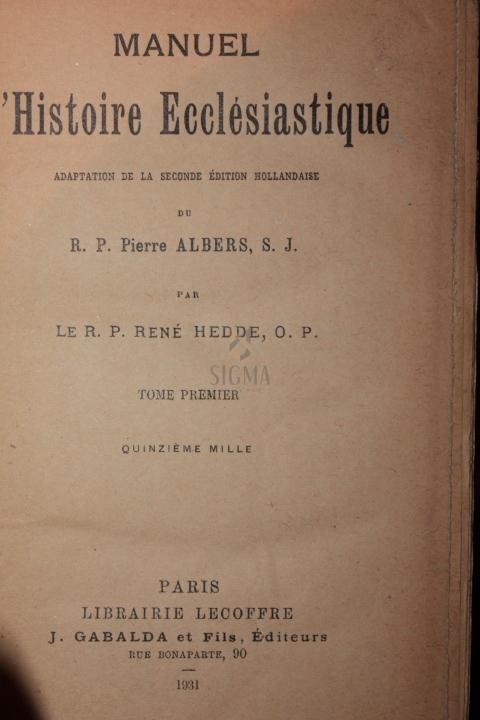 MANUEL
'Histoire Ecclésiastique
ADAPTATION DE LA SECONDE ÉDITION HOLLANDAISE
DU
R. P. Pierre ALBERS, S. J.
PAR
LE R. P. RENÉ HEDDE, O. P.
SIGMA
TOME PREMIER
QUINZIÈME MILLE
PARIS
LIBRAIRIE LECOFFRE
J. GABALDA et Fils, Éditeurs
RUE BONAPARTE, 90
1931